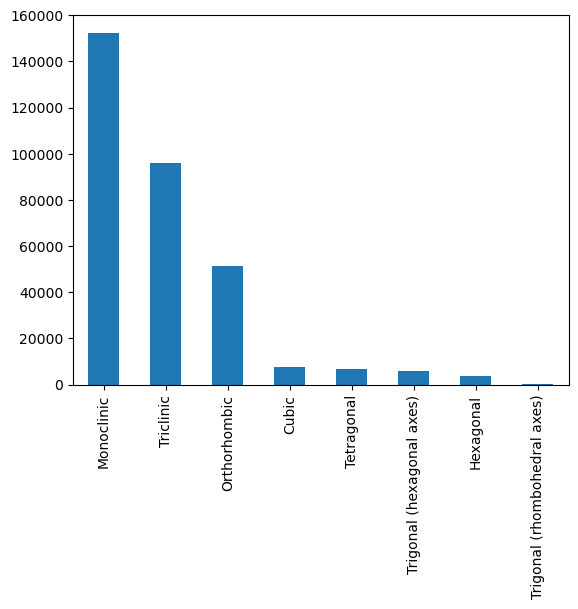 160000
140000
120000
100000
80000
60000
40000
20000
0
Monoclinic
Triclinic
Orthorhombic
Cubic
Tetragonal
Trigonal (hexagonal axes)
Hexagonal
Trigonal (rhombohedral axes)